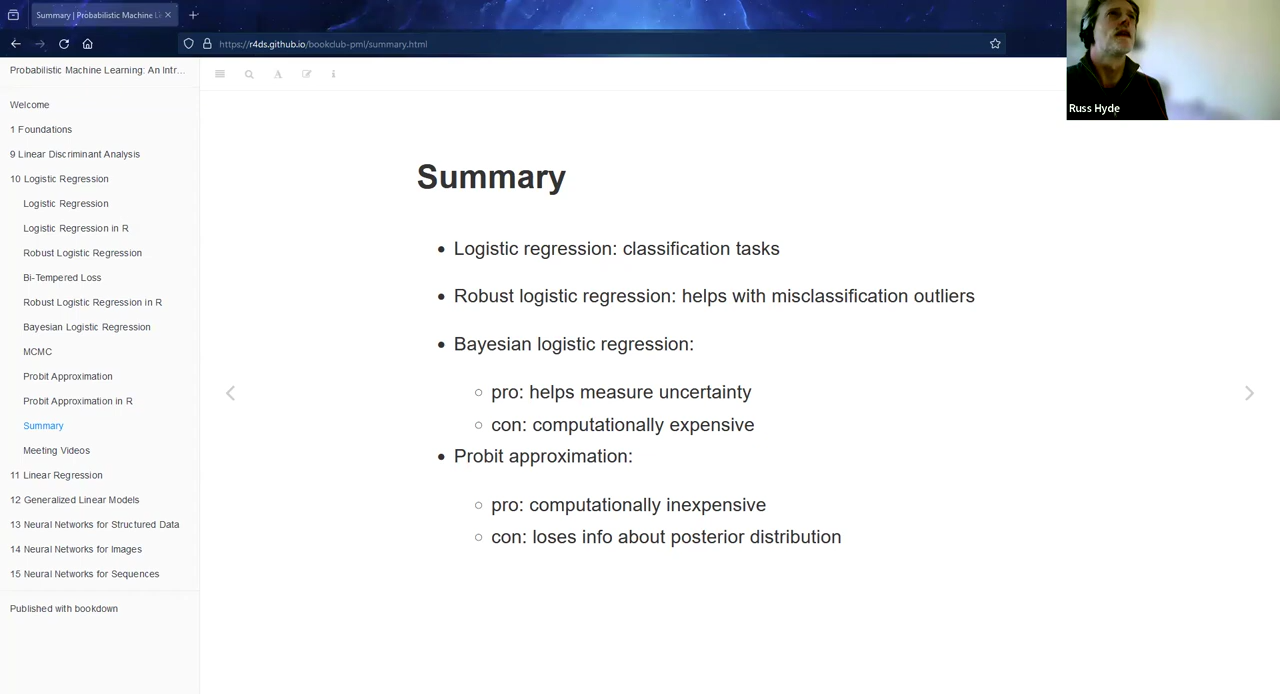 Summary | Probabilistic Machine Le
https://r4ds.github.io/bookclub-pml/summary.html
Probabilistic Machine Learning: An Intr...
Welcome
1 Foundations
9 Linear Discriminant Analysis
10 Logistic Regression
Logistic Regression
Logistic Regression in R
Robust Logistic Regression
Bi-Tempered Loss
Robust Logistic Regression in R
Bayesian Logistic Regression
MCMC
Probit Approximation
Probit Approximation in R
Summary
Meeting Videos
11 Linear Regression
12 Generalized Linear Models
13 Neural Networks for Structured Data
14 Neural Networks for Images
15 Neural Networks for Sequences
Published with bookdown
A
i
Summary
• Logistic regression: classification tasks
• Robust logistic regression: helps with misclassification outliers
• Bayesian logistic regression:
○ pro: helps measure uncertainty
○ con: computationally expensive
• Probit approximation:
○ pro: computationally inexpensive
○ con: loses info about posterior distribution
Russ Hyde